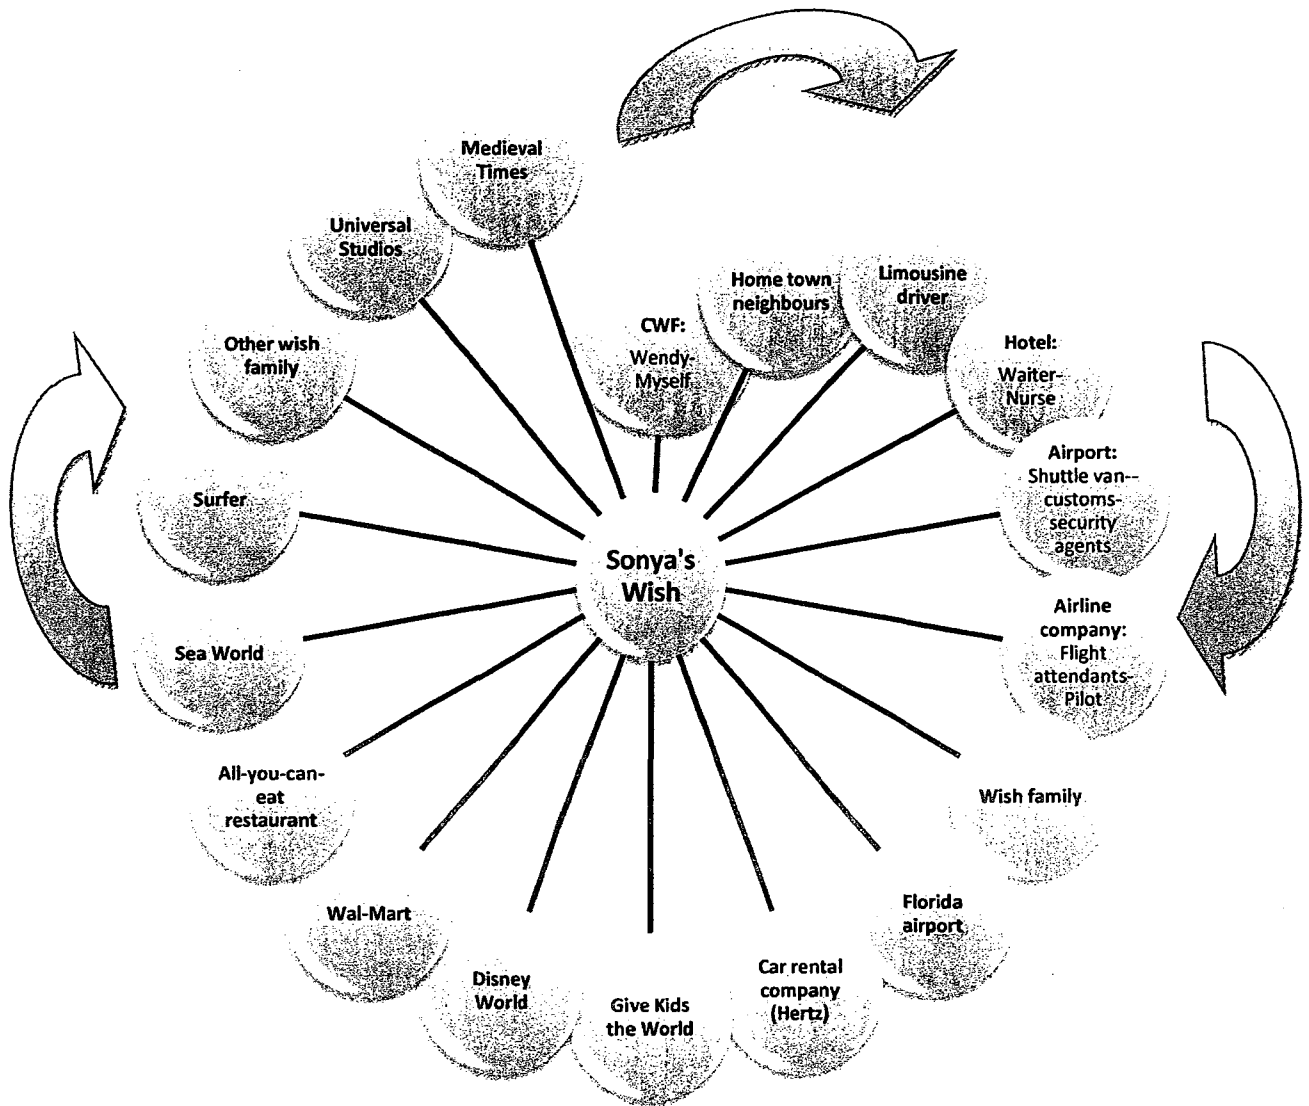 Medieval
Times
Universal
Studios
Other wish
family
Surfer
Sea World
All-you-can-
eat
restaurant
Wal-Mart
Disney
World
Give Kids
the World
Car rental
company
(Hertz)
Florida
airport
Wish family
Airline
company:
Flight
attendants-
Pilot
Airport:
Shuttle van--
customs-
security
agents
Hotel:
Waiter-
Nurse
Limousine
driver
Home town
neighbours
CWF:
Wendy-
Myself
Sonya's
Wish